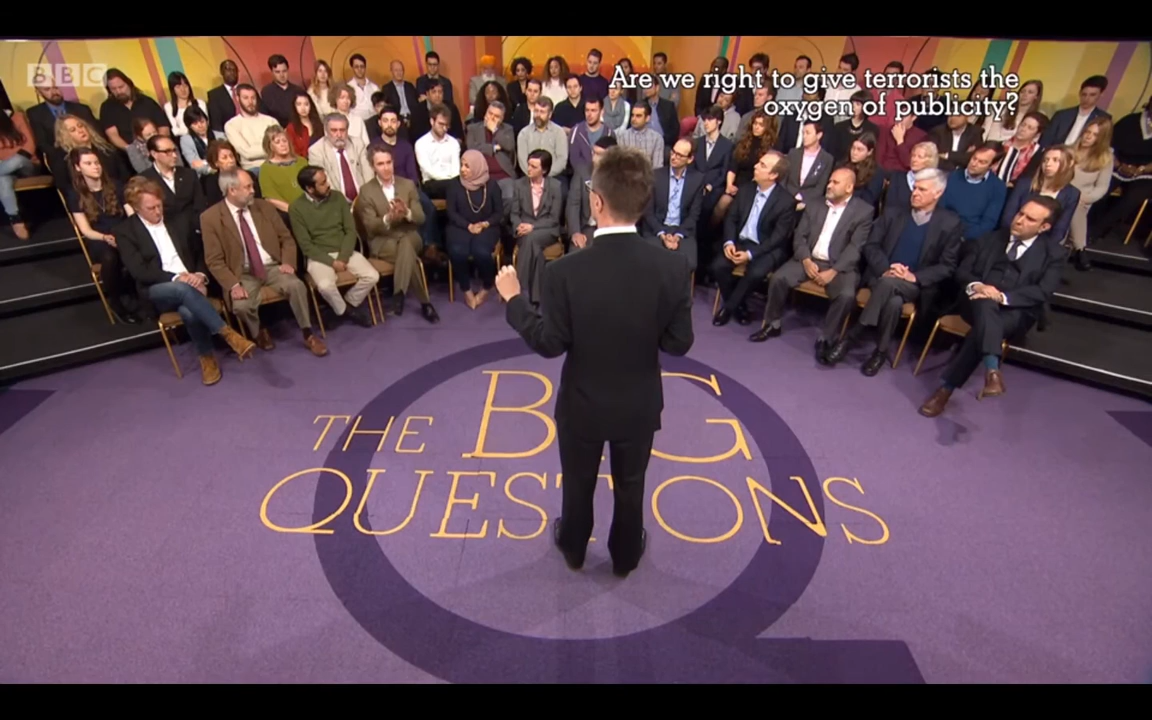 BBC
Are we right to give terrorists the
oxygen of publicity?
THE BIG
QUESTIONS